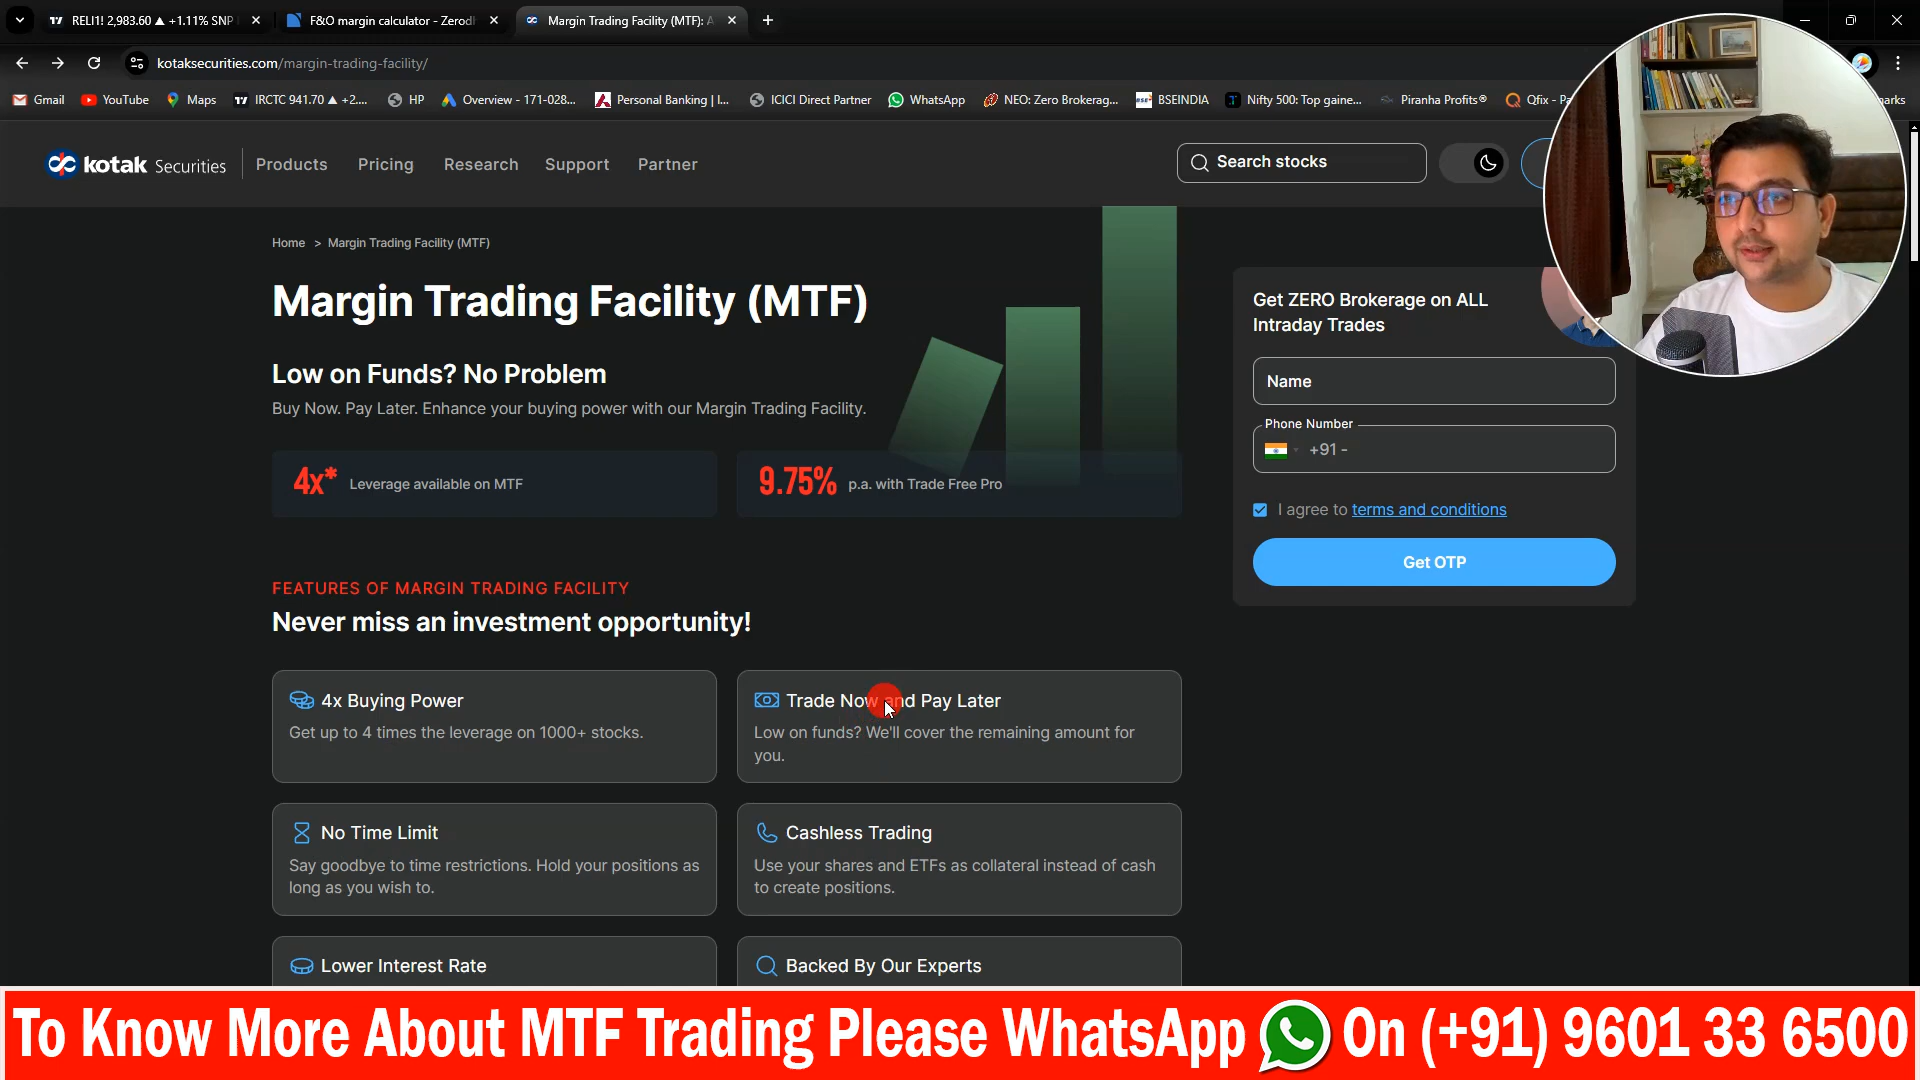 RELI1! 2,983.60 ▲ +1.11% SNP
F&O margin calculator - Zerod
Margin Trading Facility (MTF): A
kotaksecurities.com/margin-trading-facility/
Gmail
YouTube
Maps
IRCTC 941.70 ▲ +2....
HP
Overview - 171-028...
Personal Banking | I...
ICICI Direct Partner
WhatsApp
NEO: Zero Brokerag...
BSEINDIA
Nifty 500: Top gaine...
Piranha Profits®
Qfix - Pa
arks
kotak Securities
Products
Pricing
Research
Support
Partner
Search stocks
Home > Margin Trading Facility (MTF)
Margin Trading Facility (MTF)
Low on Funds? No Problem
Buy Now. Pay Later. Enhance your buying power with our Margin Trading Facility.
4x* Leverage available on MTF
9.75% p.a. with Trade Free Pro
Get ZERO Brokerage on ALL
Intraday Trades
Name
Phone Number
+91 -
I agree to terms and conditions
Get OTP
FEATURES OF MARGIN TRADING FACILITY
Never miss an investment opportunity!
4x Buying Power
Get up to 4 times the leverage on 1000+ stocks.
Trade Now and Pay Later
Low on funds? We'll cover the remaining amount for
you.
No Time Limit
Say goodbye to time restrictions. Hold your positions as
long as you wish to.
Cashless Trading
Use your shares and ETFs as collateral instead of cash
to create positions.
Lower Interest Rate
Backed By Our Experts
To Know More About MTF Trading Please WhatsApp On (+91) 9601 33 6500